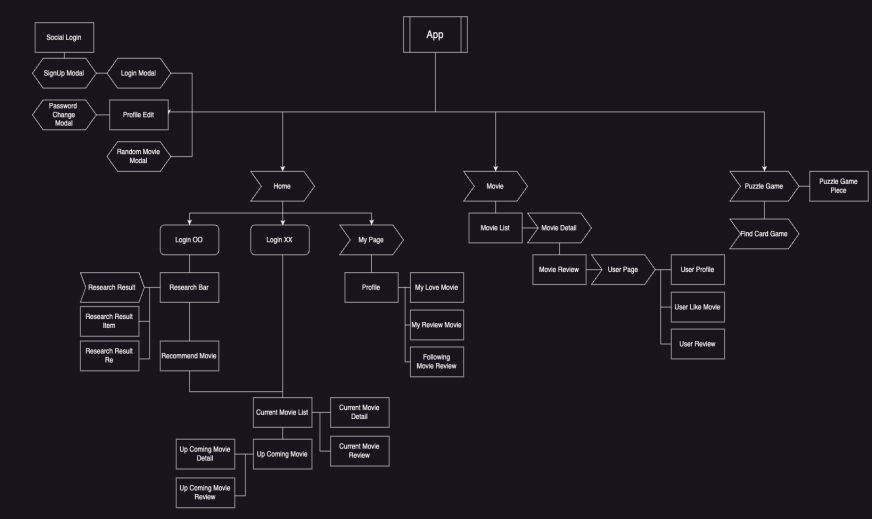 App
Social Login
SignUp Modal
Login Modal
Password
Change
Modal
Profile Edit
Random Movie
Modal
Home
Movie
Puzzle Game
Puzzle Game
Piece
Movie List
Movie Detail
Find Card Game
Login OO
Login XX
My Page
Movie Review
User Page
User Profile
Research Result
Research Bar
Profile
My Love Movie
User Like Movie
Research Result
Item
My Review Movie
User Review
Research Result
Re
Recommend Movie
Following
Movie Review
Current Movie List
Current Movie
Detail
Up Coming Movie
Detail
Up Coming Movie
Current Movie
Review
Up Coming Movie
Review